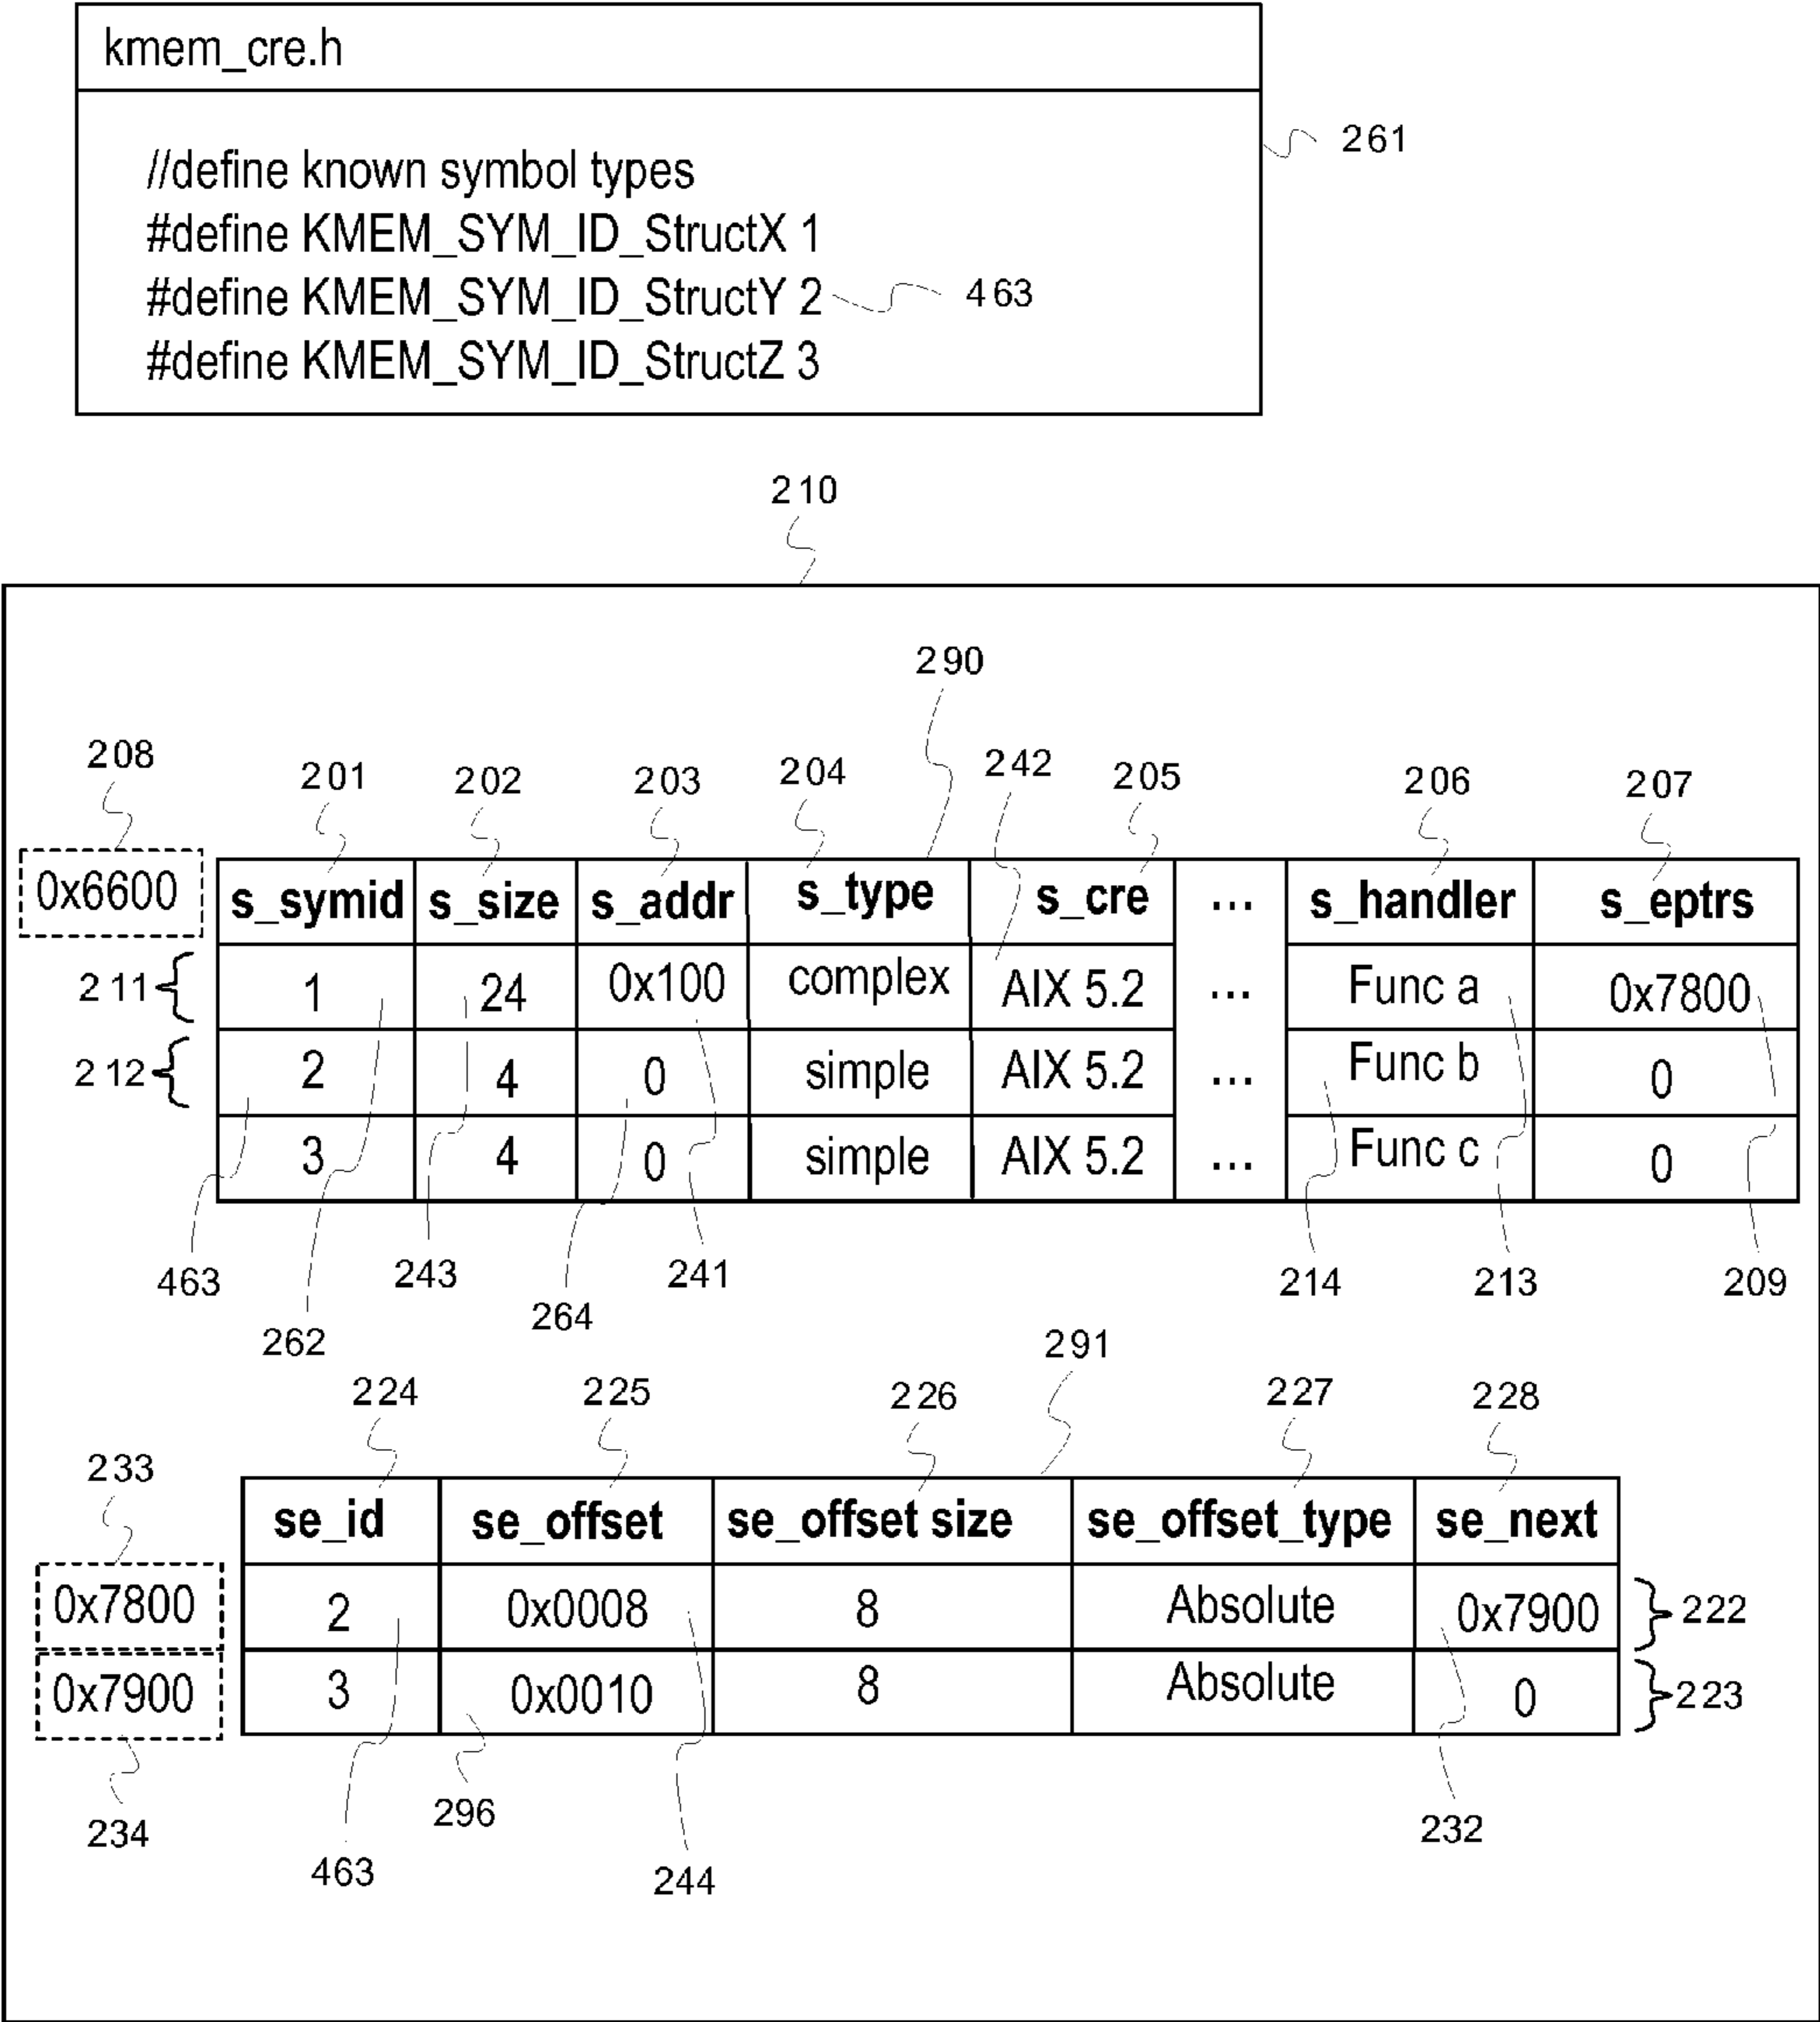 kmem_cre.h
//define known symbol types
#define KMEM_SYM_ID_StructX 1
#define KMEM_SYM_ID_StructY 2
#define KMEM_SYM_ID_StructZ 3
261
463
210
290
208 201 202 203 204 242 205 206 207
0x6600 s_symid s_size s_addr s_type s_cre ... s_handler s_eptrs
211 1 24 0x100 complex AIX 5.2 ... Func a 0x7800
212 2 4 0 simple AIX 5.2 ... Func b 0
3 4 0 simple AIX 5.2 ... Func c 0
463 243 241 214 213 209
262 264 291
224 225 226 227 228
233 se_id se_offset se_offset size se_offset_type se_next
0x7800 2 0x0008 8 Absolute 0x7900 222
0x7900 3 0x0010 8 Absolute 0 223
234 296 232
463 244